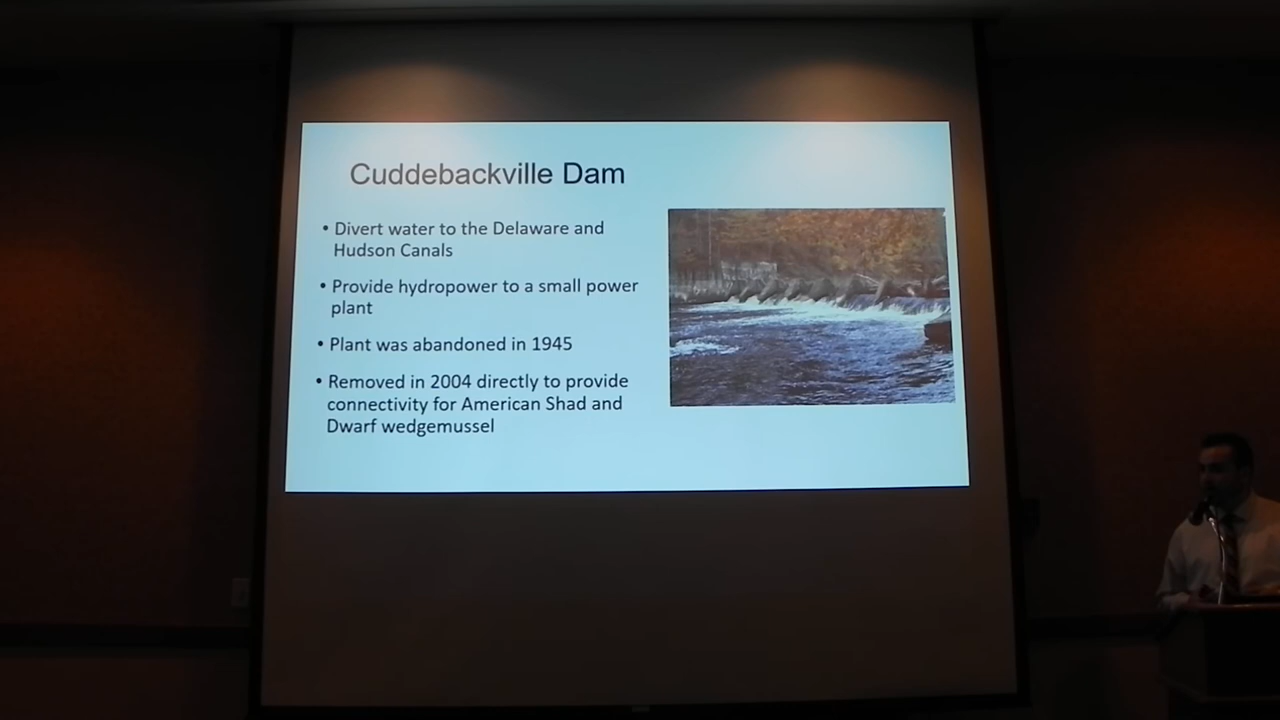 Cuddebackville Dam
• Divert water to the Delaware and
Hudson Canals
• Provide hydropower to a small power
plant
• Plant was abandoned in 1945
• Removed in 2004 directly to provide
connectivity for American Shad and
Dwarf wedgemussel